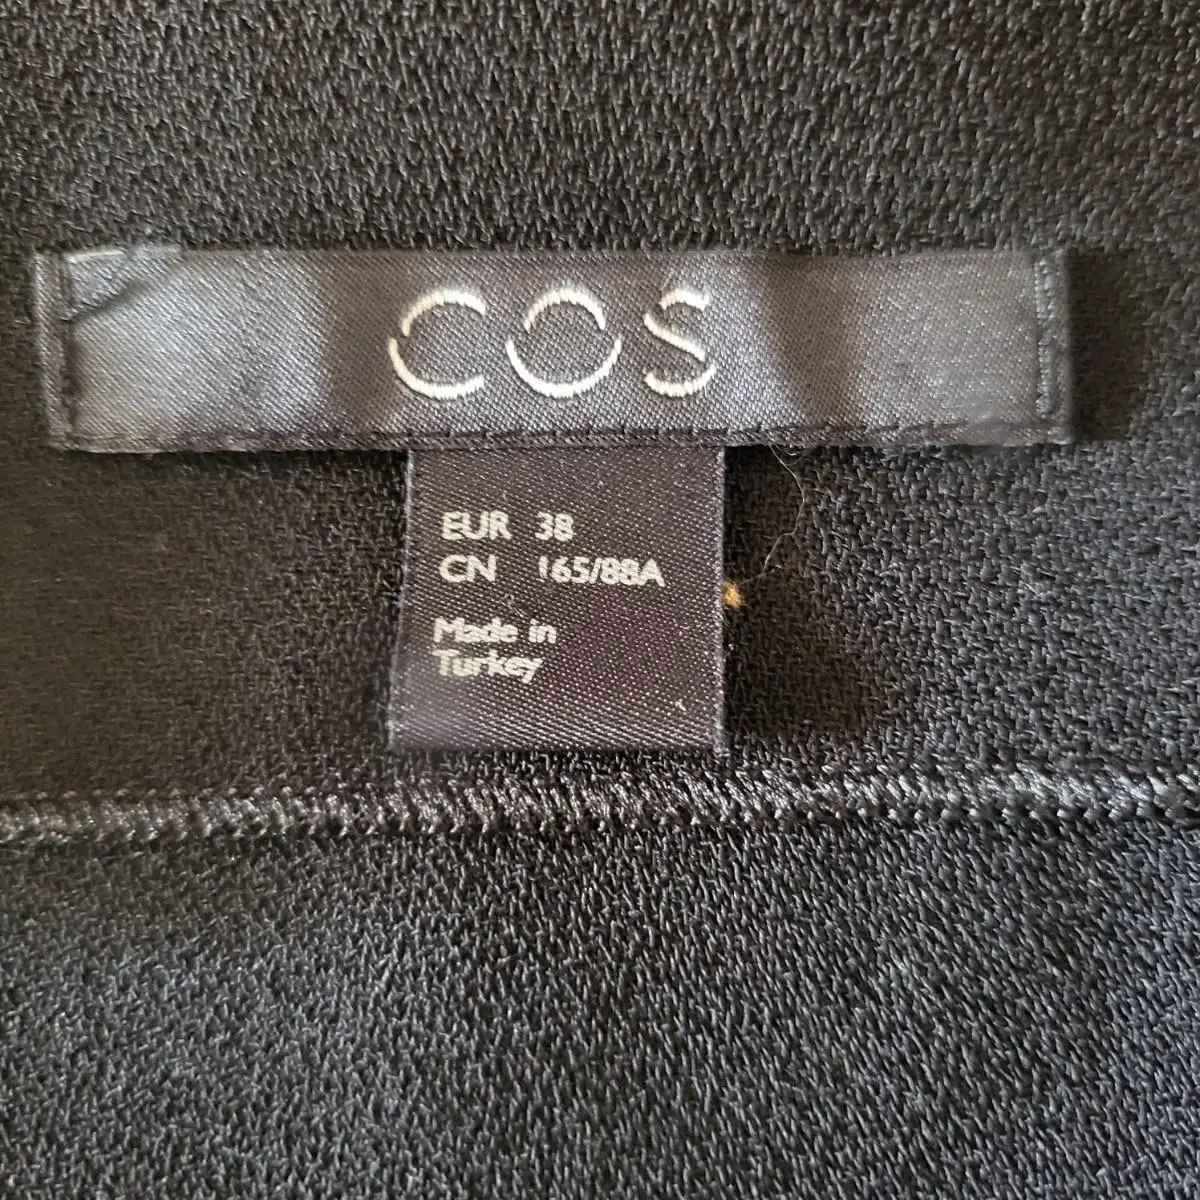 COS
EUR 38
CN 165/88A
Made in
Turkey